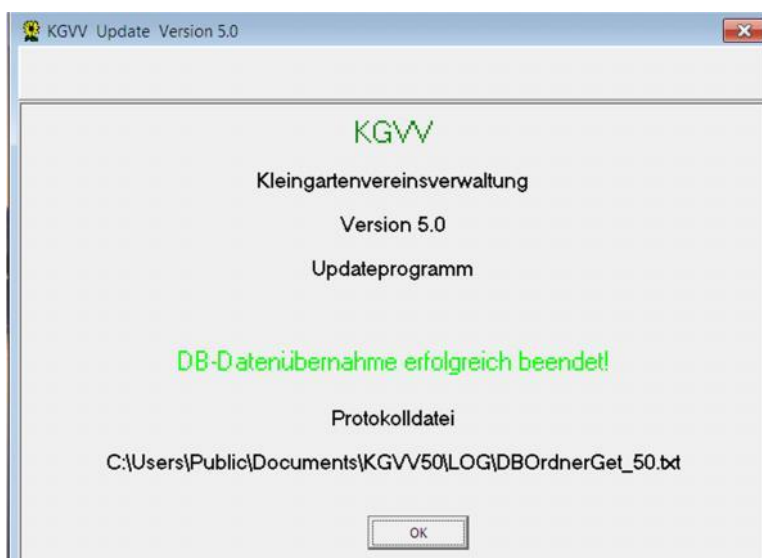 KGVV Update Version 5.0
KGVV
Kleingartenvereinsverwaltung
Version 5.0
Updateprogramm
DB-Datenübernahme erfolgreich beendet!
Protokolldatei
C:\Users\Public\Documents\KGVV50\LOG\DBOrdnerGet_50.txt
OK